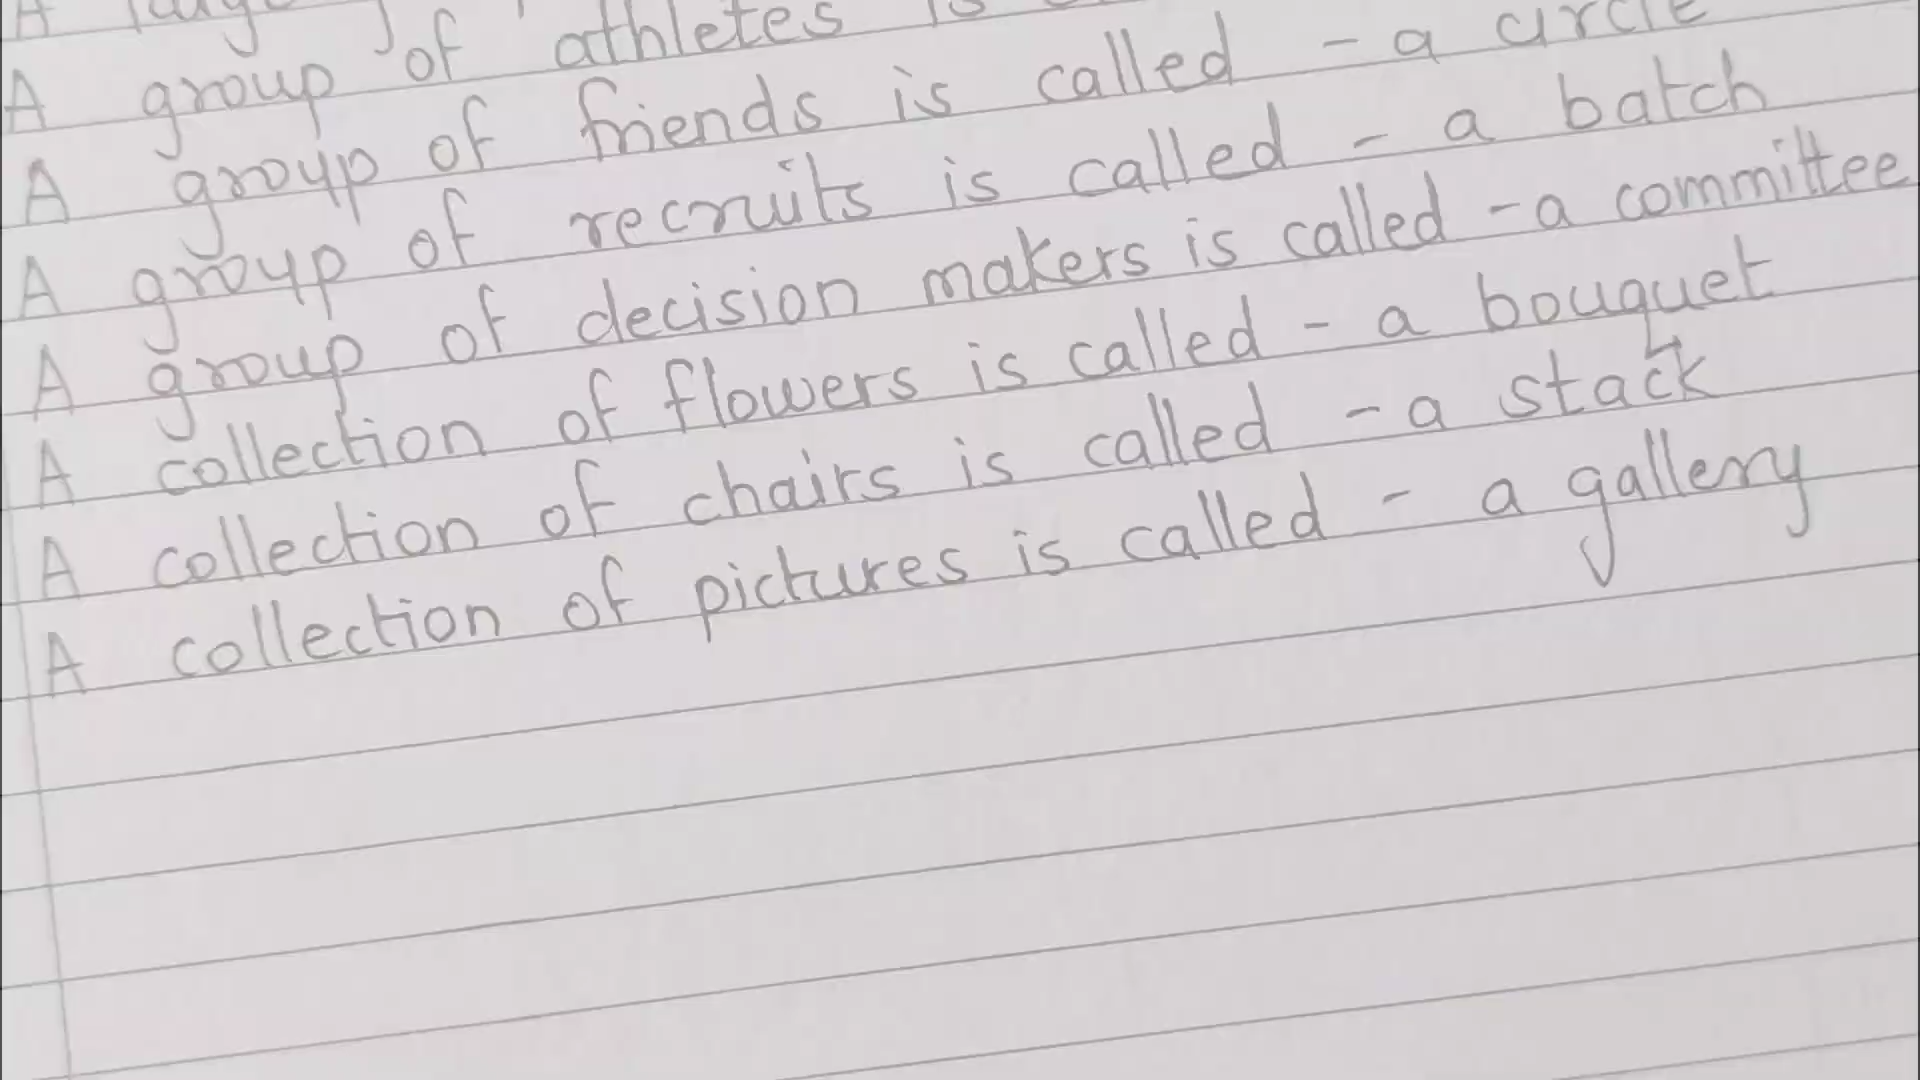 A group of athletes is
A group of friends is called - a circle
A group of recruits is called - a batch
A group of decision makers is called - a committee
A collection of flowers is called - a bouquet
A collection of chairs is called - a stack
A collection of pictures is called - a gallery